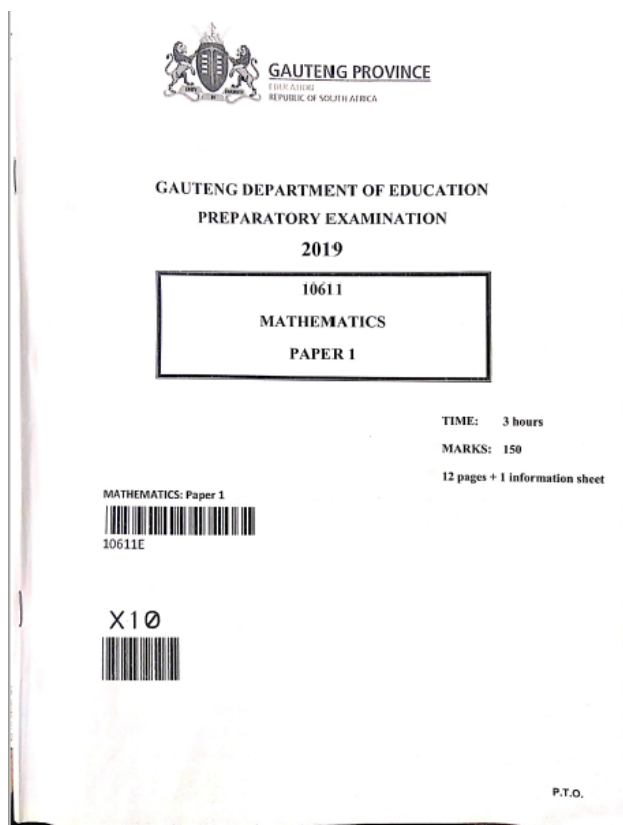 GAUTENG PROVINCE
EDUCATION
REPUBLIC OF SOUTH AFRICA
GAUTENG DEPARTMENT OF EDUCATION
PREPARATORY EXAMINATION
2019
10611
MATHEMATICS
PAPER 1
TIME: 3 hours
MARKS: 150
12 pages + 1 information sheet
MATHEMATICS: Paper 1
10611E
X10
P.T.O.